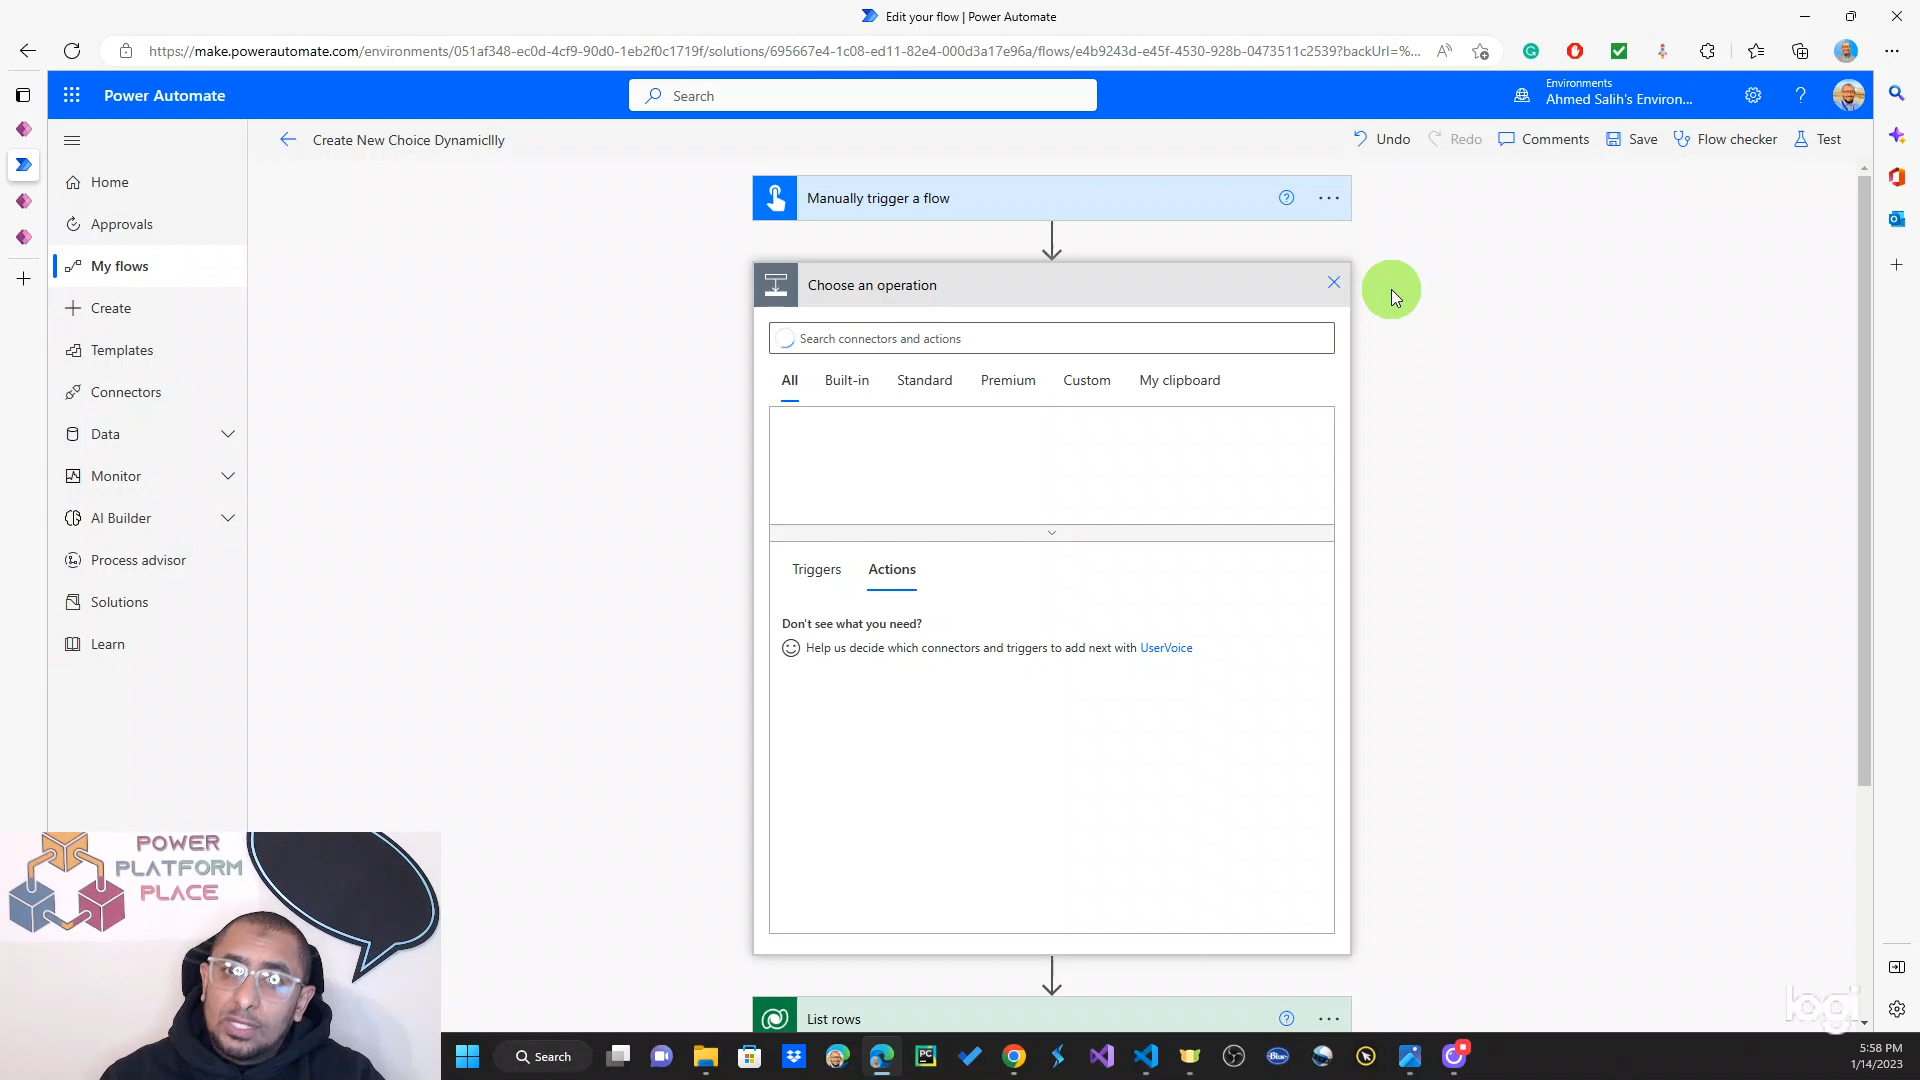 Edit your flow | Power Automate
https://make.powerautomate.com/environments/051af348-ec0d-4cf9-90d0-1eb2f0c1719f/solutions/695667e4-1c08-ed11-82e4-000d3a17e96a/flows/e4b9243d-e45f-4530-928b-0473511c2539?backUrl=%...
Power Automate
Search
Environments
Ahmed Salih's Environ...
Create New Choice Dynamiclly
Undo
Redo
Comments
Save
Flow checker
Test
Home
Approvals
My flows
Create
Templates
Connectors
Data
Monitor
AI Builder
Process advisor
Solutions
Learn
Manually trigger a flow
Choose an operation
Search connectors and actions
All
Built-in
Standard
Premium
Custom
My clipboard
Triggers
Actions
Don't see what you need?
Help us decide which connectors and triggers to add next with UserVoice
List rows
POWER
PLATFORM
PLACE
logi
Search
5:58 PM
1/14/2023